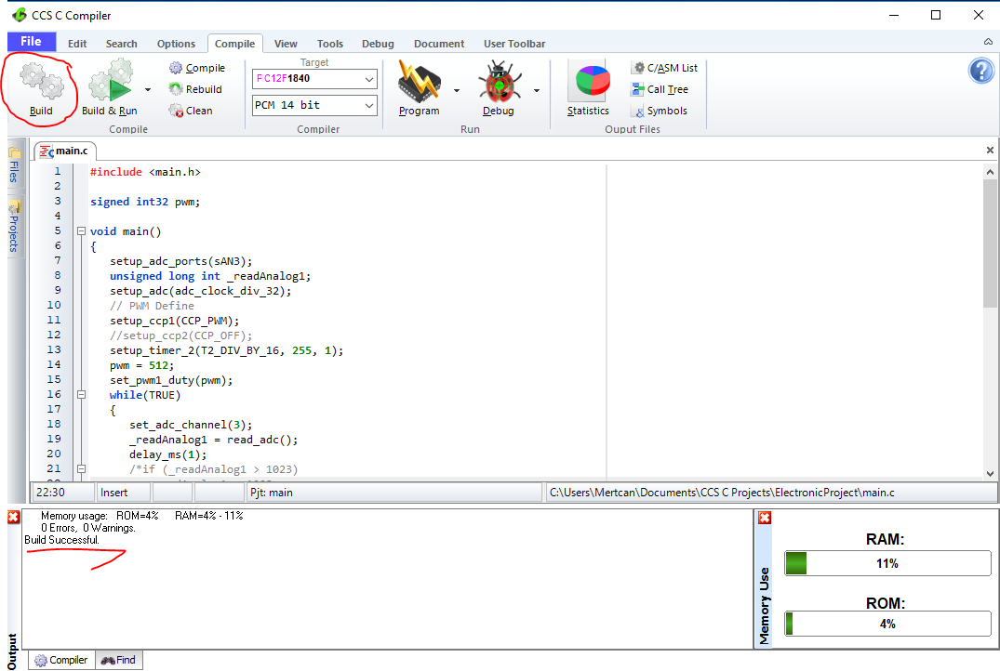 CCS C Compiler
File Edit Search Options Compile View Tools Debug Document User Toolbar
Build
Build & Run
Compile
Rebuild
Clean
Compile
Target
PIC12F1840
PCM 14 bit
Compiler
Program
Debug
Run
Statistics
C/ASM List
Call Tree
Symbols
Ouput Files
Files
Projects
main.c
1 #include <main.h>
2
3 signed int32 pwm;
4
5 void main()
6 {
7 setup_adc_ports(sAN3);
8 unsigned long int _readAnalog1;
9 setup_adc(adc_clock_div_32);
10 // PWM Define
11 setup_ccp1(CCP_PWM);
12 //setup_ccp2(CCP_OFF);
13 setup_timer_2(T2_DIV_BY_16, 255, 1);
14 pwm = 512;
15 set_pwm1_duty(pwm);
16 while(TRUE)
17 {
18 set_adc_channel(3);
19 _readAnalog1 = read_adc();
20 delay_ms(1);
21 /*if (_readAnalog1 > 1023)
22:30 Insert Pjt: main C:\Users\Mertcan\Documents\CCS C Projects\ElectronicProject\main.c
Memory usage: ROM=4% RAM=4% - 11%
0 Errors, 0 Warnings.
Build Successful.
Output
Compiler Find
Memory Use
RAM:
11%
ROM:
4%